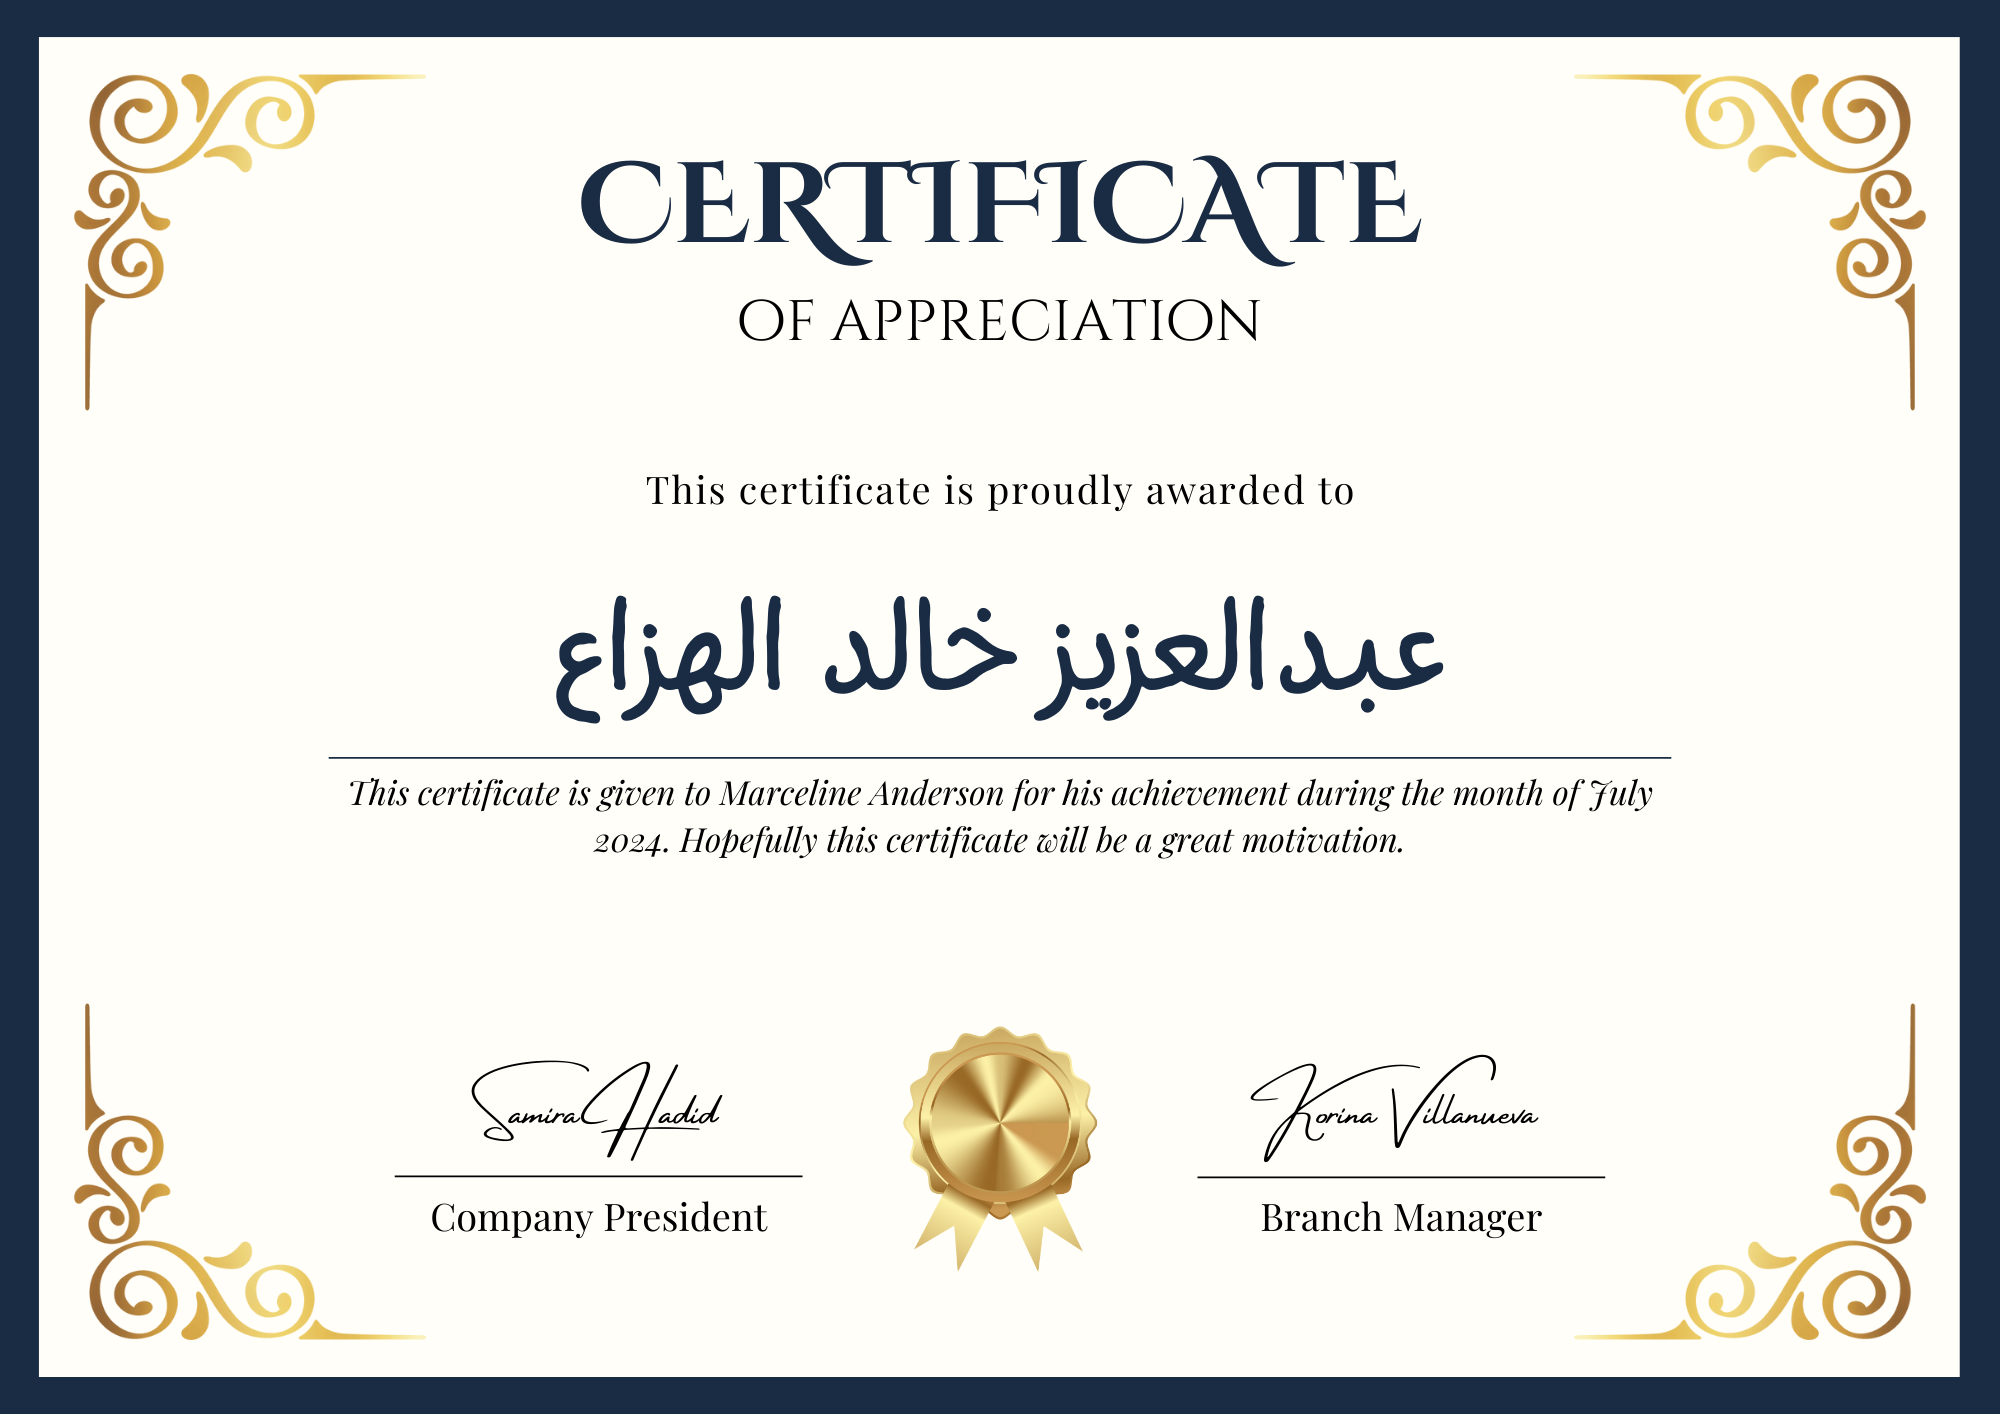 CERTIFICATE
OF APPRECIATION
This certificate is proudly awarded to
عبدالعزيز خالد الهزاع
This certificate is given to Marceline Anderson for his achievement during the month of July
2024. Hopefully this certificate will be a great motivation.
Samira Hadid
Korina Villanueva
Company President
Branch Manager